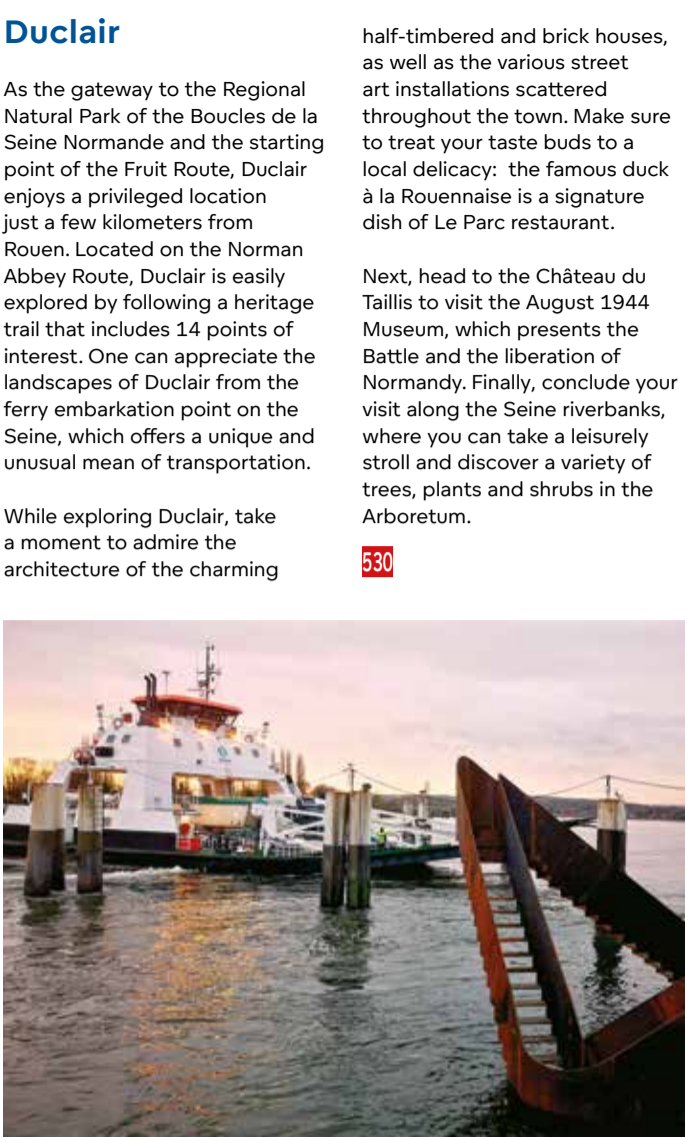 Duclair
As the gateway to the Regional
Natural Park of the Boucles de la
Seine Normande and the starting
point of the Fruit Route, Duclair
enjoys a privileged location
just a few kilometers from
Rouen. Located on the Norman
Abbey Route, Duclair is easily
explored by following a heritage
trail that includes 14 points of
interest. One can appreciate the
landscapes of Duclair from the
ferry embarkation point on the
Seine, which offers a unique and
unusual mean of transportation.
While exploring Duclair, take
a moment to admire the
architecture of the charming
half-timbered and brick houses,
as well as the various street
art installations scattered
throughout the town. Make sure
to treat your taste buds to a
local delicacy:  the famous duck
à la Rouennaise is a signature
dish of Le Parc restaurant.
Next, head to the Château du
Taillis to visit the August 1944
Museum, which presents the
Battle and the liberation of
Normandy. Finally, conclude your
visit along the Seine riverbanks,
where you can take a leisurely
stroll and discover a variety of
trees, plants and shrubs in the
Arboretum.
530